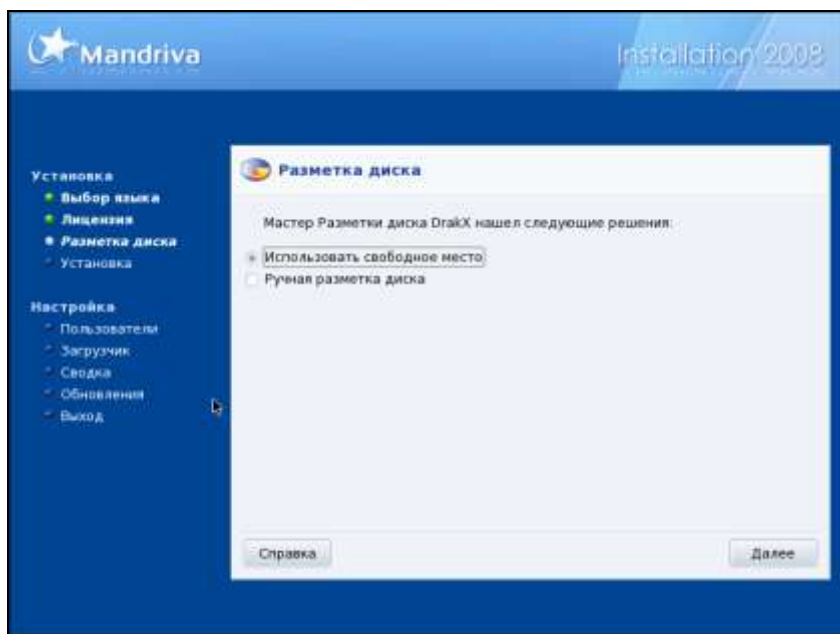 Mandriva
Installation 2008
Установка
Выбор языка
Лицензия
Разметка диска
Установка
Настройка
Пользователи
Загрузчик
Сводка
Обновления
Выход
Разметка диска
Мастер Разметки диска DrakX нашел следующие решения:
Использовать свободное место
Ручная разметка диска
Справка
Далее